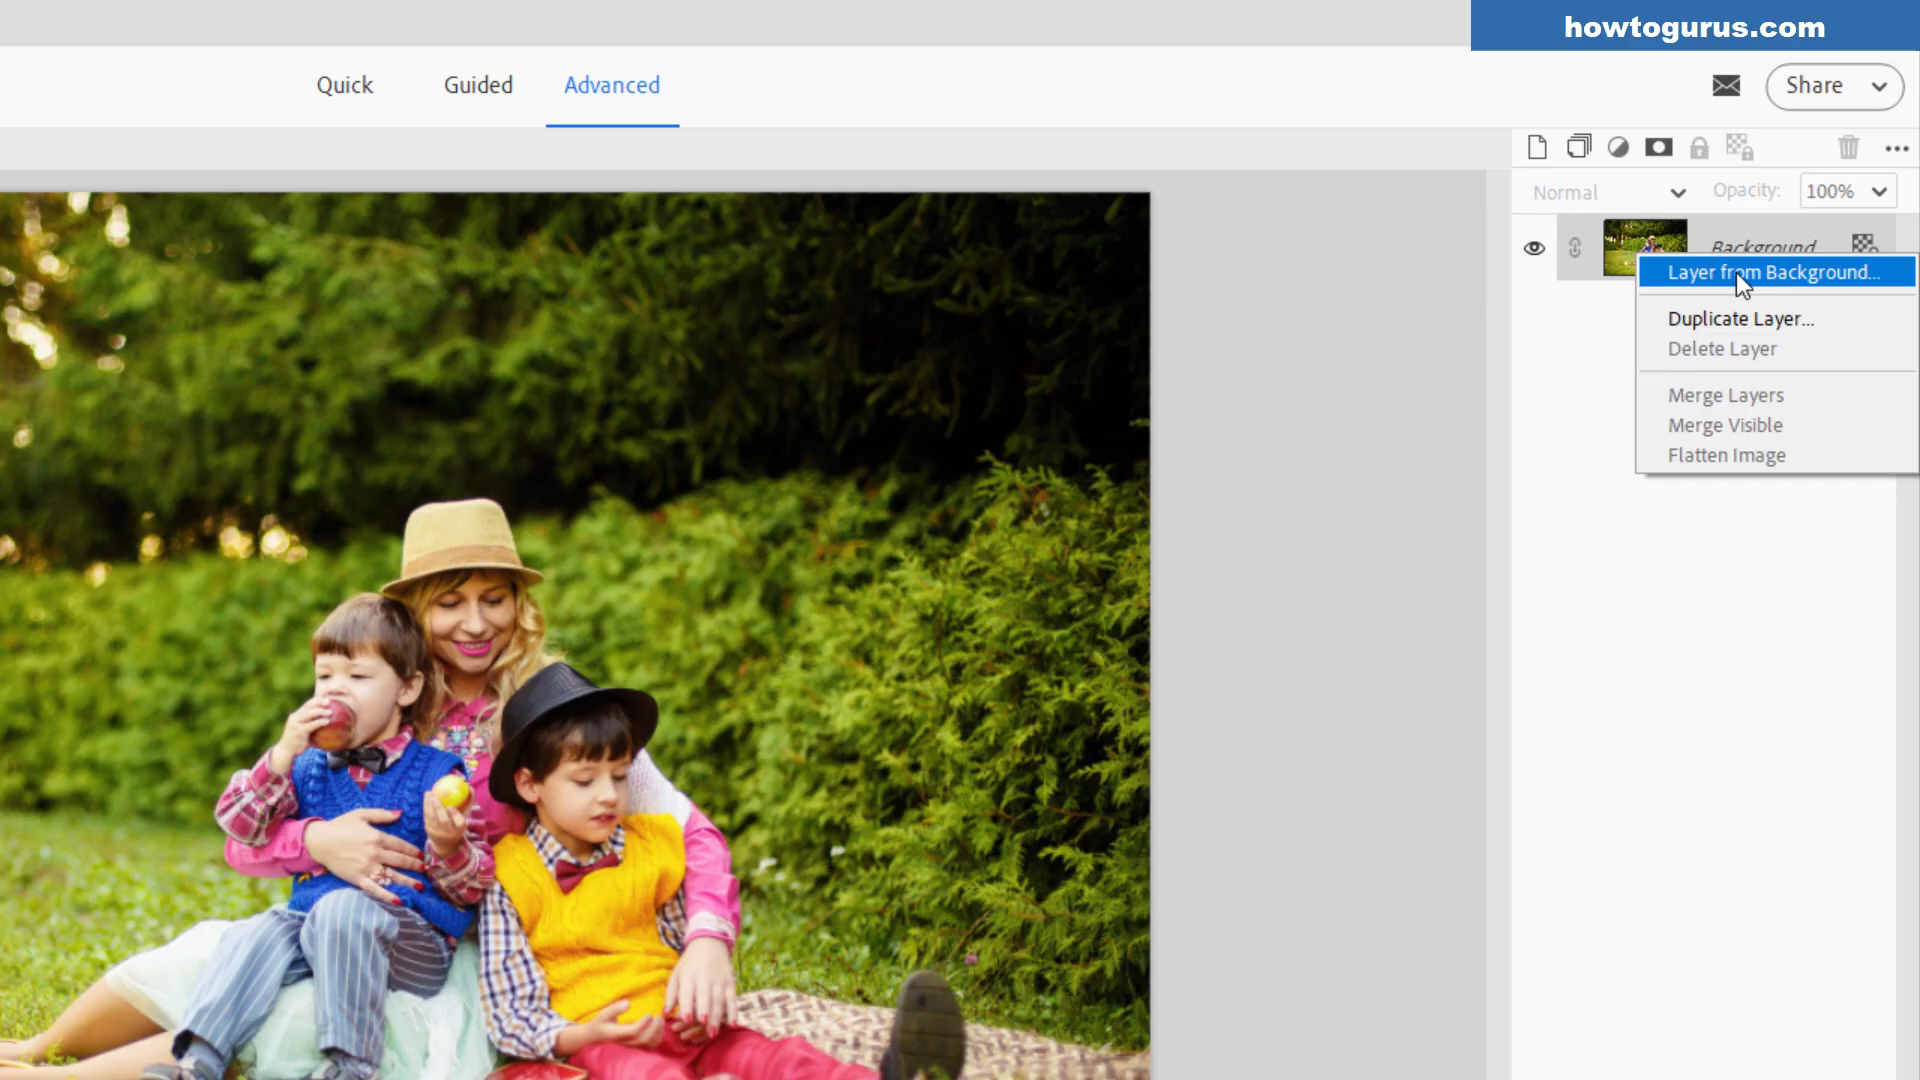 howtogurus.com
Quick Guided Advanced
Share
Normal Opacity: 100%
Background
Layer from Background...
Duplicate Layer...
Delete Layer
Merge Layers
Merge Visible
Flatten Image